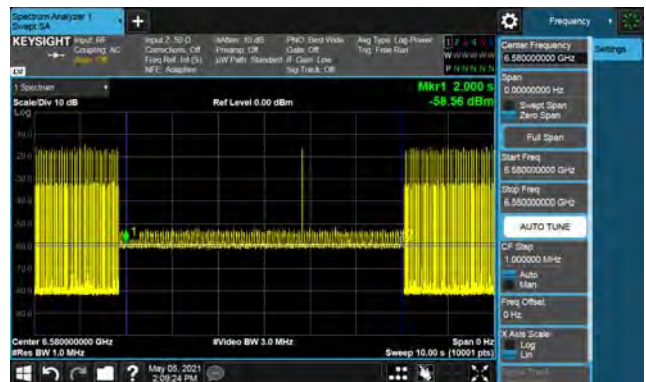 Spectrum Analyzer 1
Swept SA
+
Frequency
KEYSIGHT
Input: RF
Coupling: AC
Align: Off
Input Z: 50 Ω
Corrections: Off
Freq Ref: Int (S)
NFE: Adaptive
#Atten: 10 dB
Preamp: Off
µW Path: Standard
PNO: Best Wide
Gate: Off
IF Gain: Low
Sig Track: Off
Avg Type: Log-Power
Trig: Free Run
1 Spectrum
Scale/Div 10 dB
Log
Ref Level 0.00 dBm
Mkr1 2.000 s
-58.56 dBm
1
Center 6.580000000 GHz
#Res BW 1.0 MHz
#Video BW 3.0 MHz
Span 0 Hz
Sweep 10.00 s (10001 pts)
May 05, 2021
2:09:24 PM
Center Frequency
6.580000000 GHz
Settings
Span
0.00000000 Hz
Swept Span
Zero Span
Full Span
Start Freq
6.580000000 GHz
Stop Freq
6.580000000 GHz
AUTO TUNE
CF Step
1.000000 MHz
Auto
Man
Freq Offset
0 Hz
X Axis Scale
Log
Lin